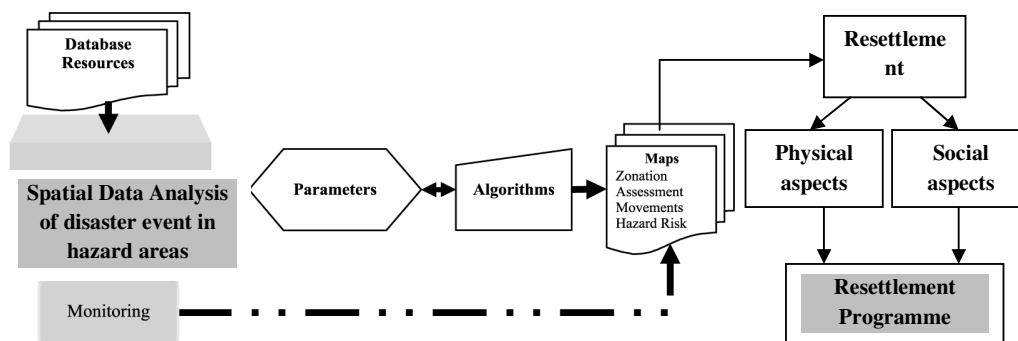 Database
Resources
Spatial Data Analysis
of disaster event in
hazard areas
Monitoring
Parameters
Algorithms
Maps
Zonation
Assessment
Movements
Hazard Risk
Resettleme
nt
Physical
aspects
Social
aspects
Resettlement
Programme